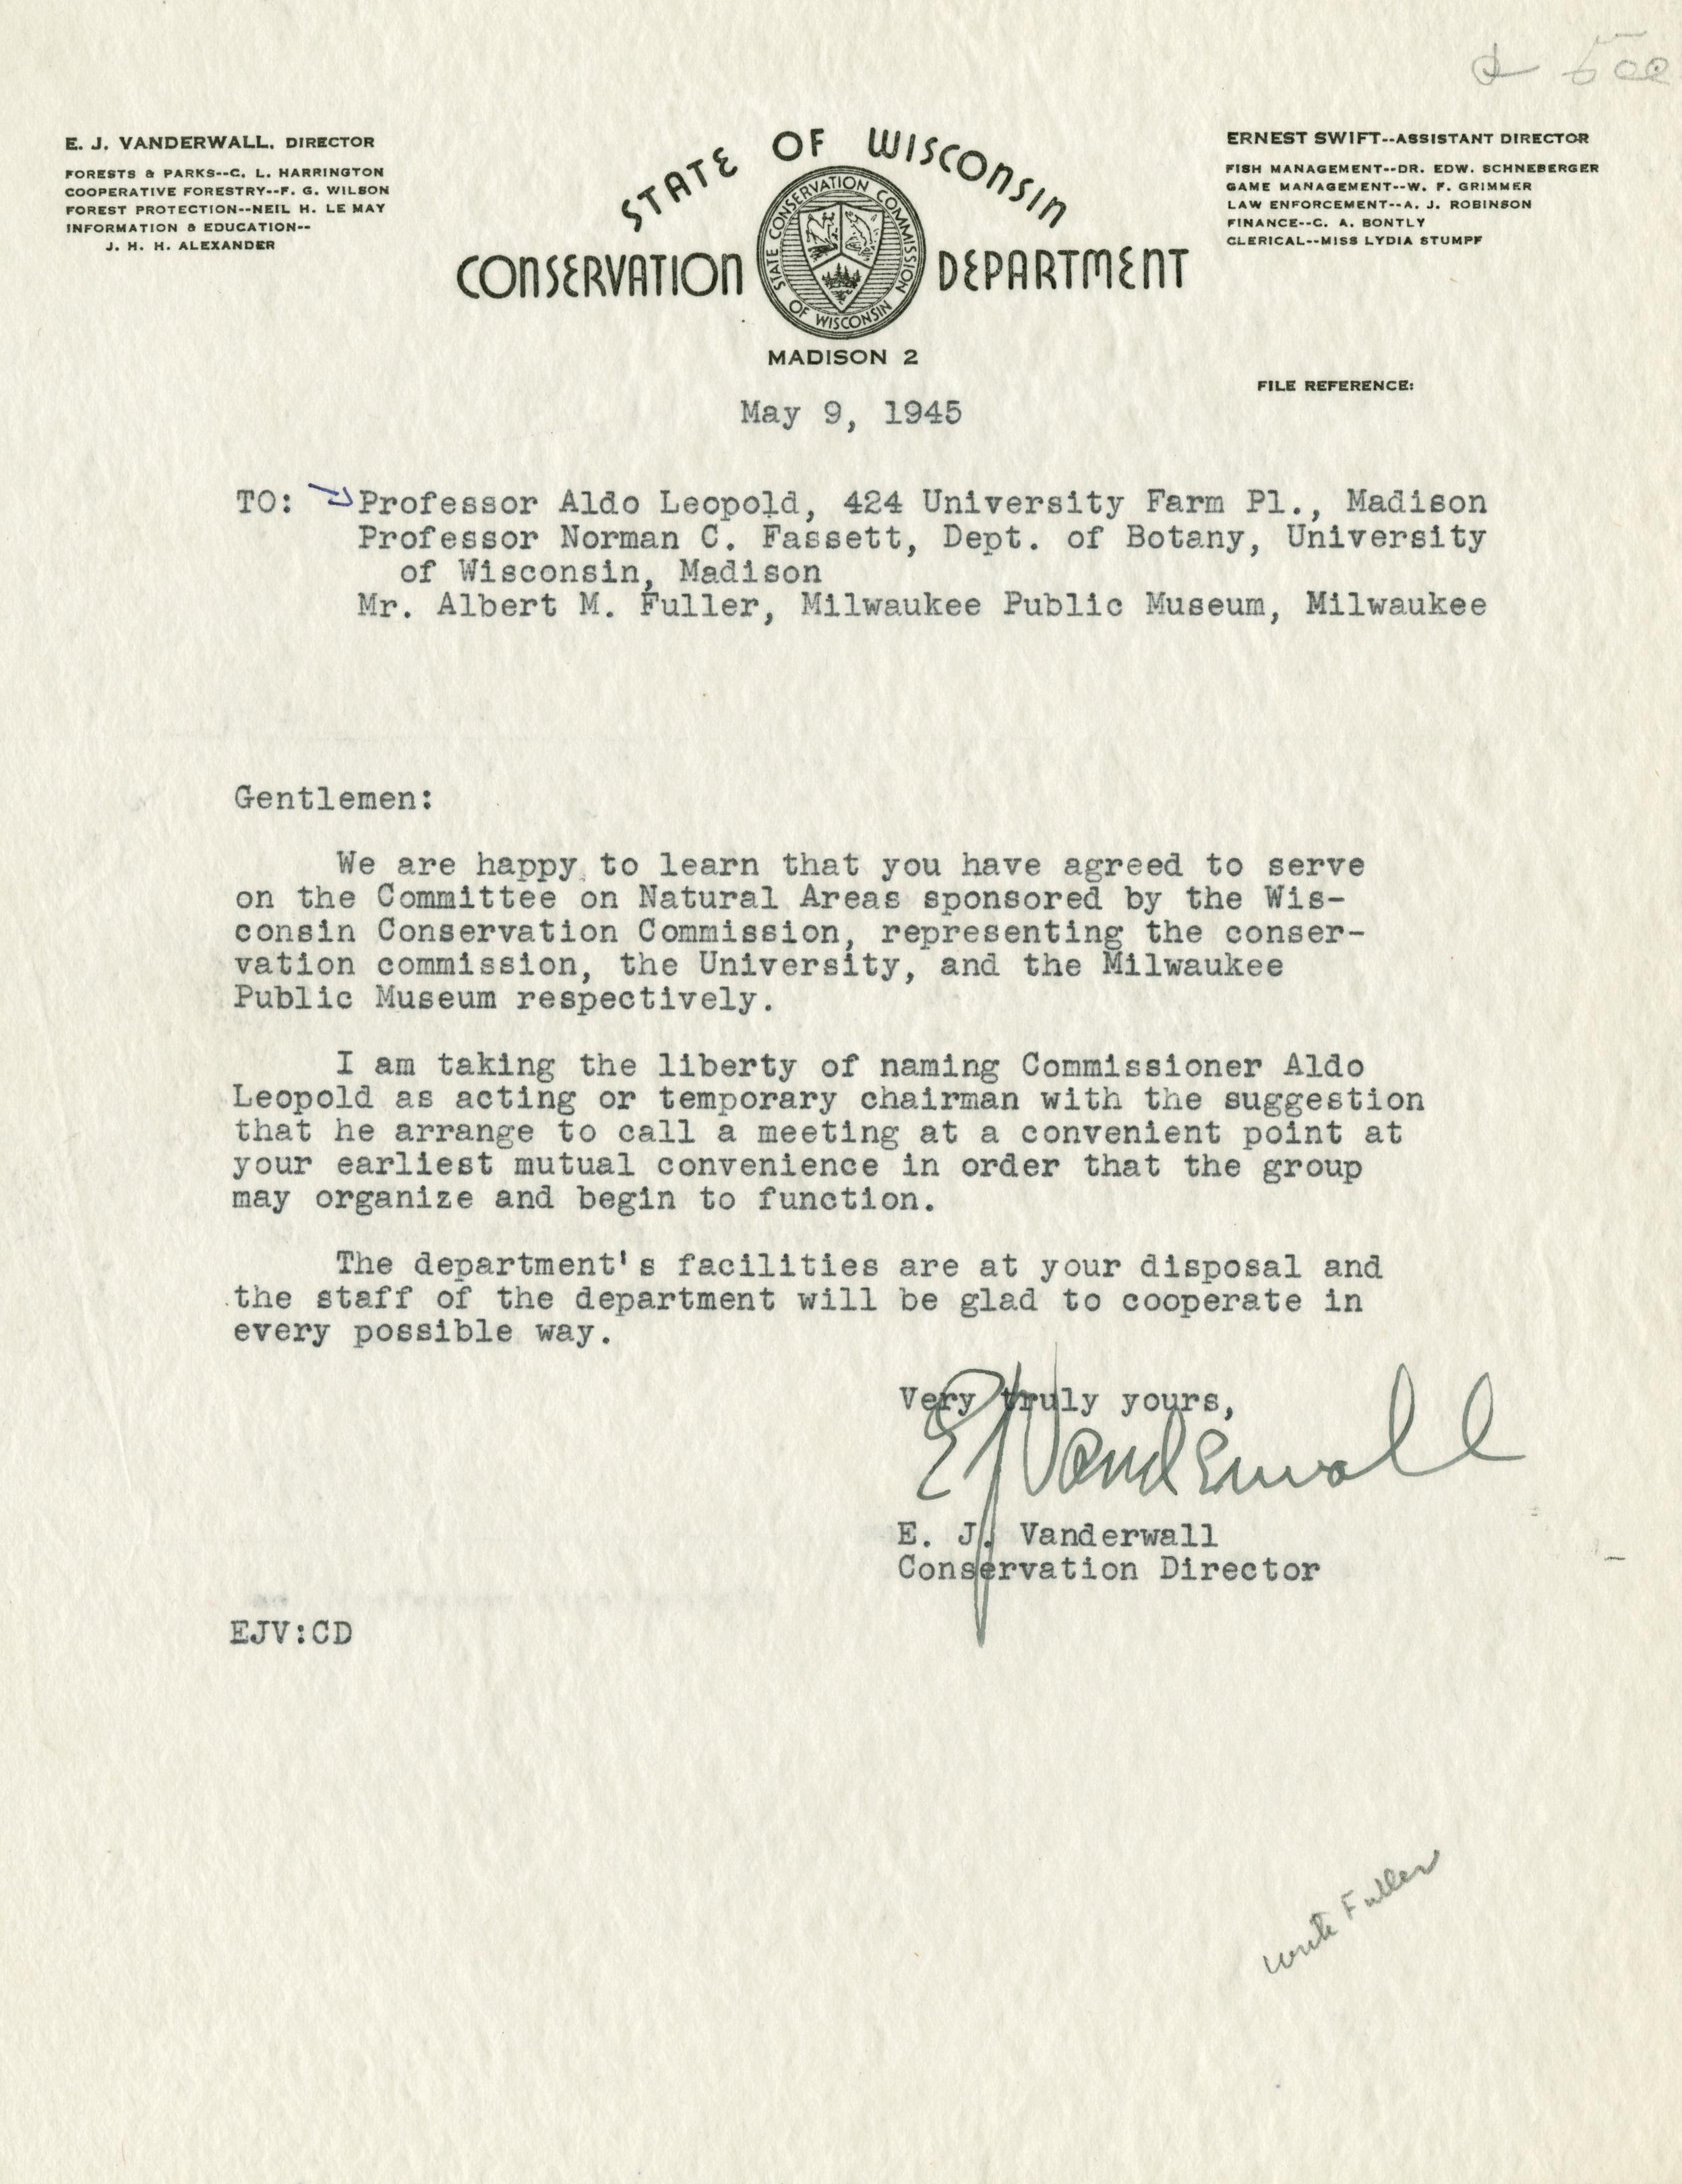 E. J. VANDERWALL, DIRECTOR
FORESTS & PARKS--C. L. HARRINGTON
COOPERATIVE FORESTRY--F. G. WILSON
FOREST PROTECTION--NEIL H. LE MAY
INFORMATION & EDUCATION--
J. H. H. ALEXANDER
STATE OF WISCONSIN
CONSERVATION DEPARTMENT
STATE CONSERVATION COMMISSION
OF WISCONSIN
MADISON 2
ERNEST SWIFT--ASSISTANT DIRECTOR
FISH MANAGEMENT--DR. EDW. SCHNEBERGER
GAME MANAGEMENT--W. F. GRIMMER
LAW ENFORCEMENT--A. J. ROBINSON
FINANCE--C. A. BONTLY
CLERICAL--MISS LYDIA STUMPF
FILE REFERENCE:
May 9, 1945
TO: Professor Aldo Leopold, 424 University Farm Pl., Madison
Professor Norman C. Fassett, Dept. of Botany, University
of Wisconsin, Madison
Mr. Albert M. Fuller, Milwaukee Public Museum, Milwaukee
Gentlemen:
We are happy to learn that you have agreed to serve
on the Committee on Natural Areas sponsored by the Wis-
consin Conservation Commission, representing the conser-
vation commission, the University, and the Milwaukee
Public Museum respectively.
I am taking the liberty of naming Commissioner Aldo
Leopold as acting or temporary chairman with the suggestion
that he arrange to call a meeting at a convenient point at
your earliest mutual convenience in order that the group
may organize and begin to function.
The department's facilities are at your disposal and
the staff of the department will be glad to cooperate in
every possible way.
Very truly yours,
EJVanderwall
E. J. Vanderwall
Conservation Director
EJV:CD
write Fuller